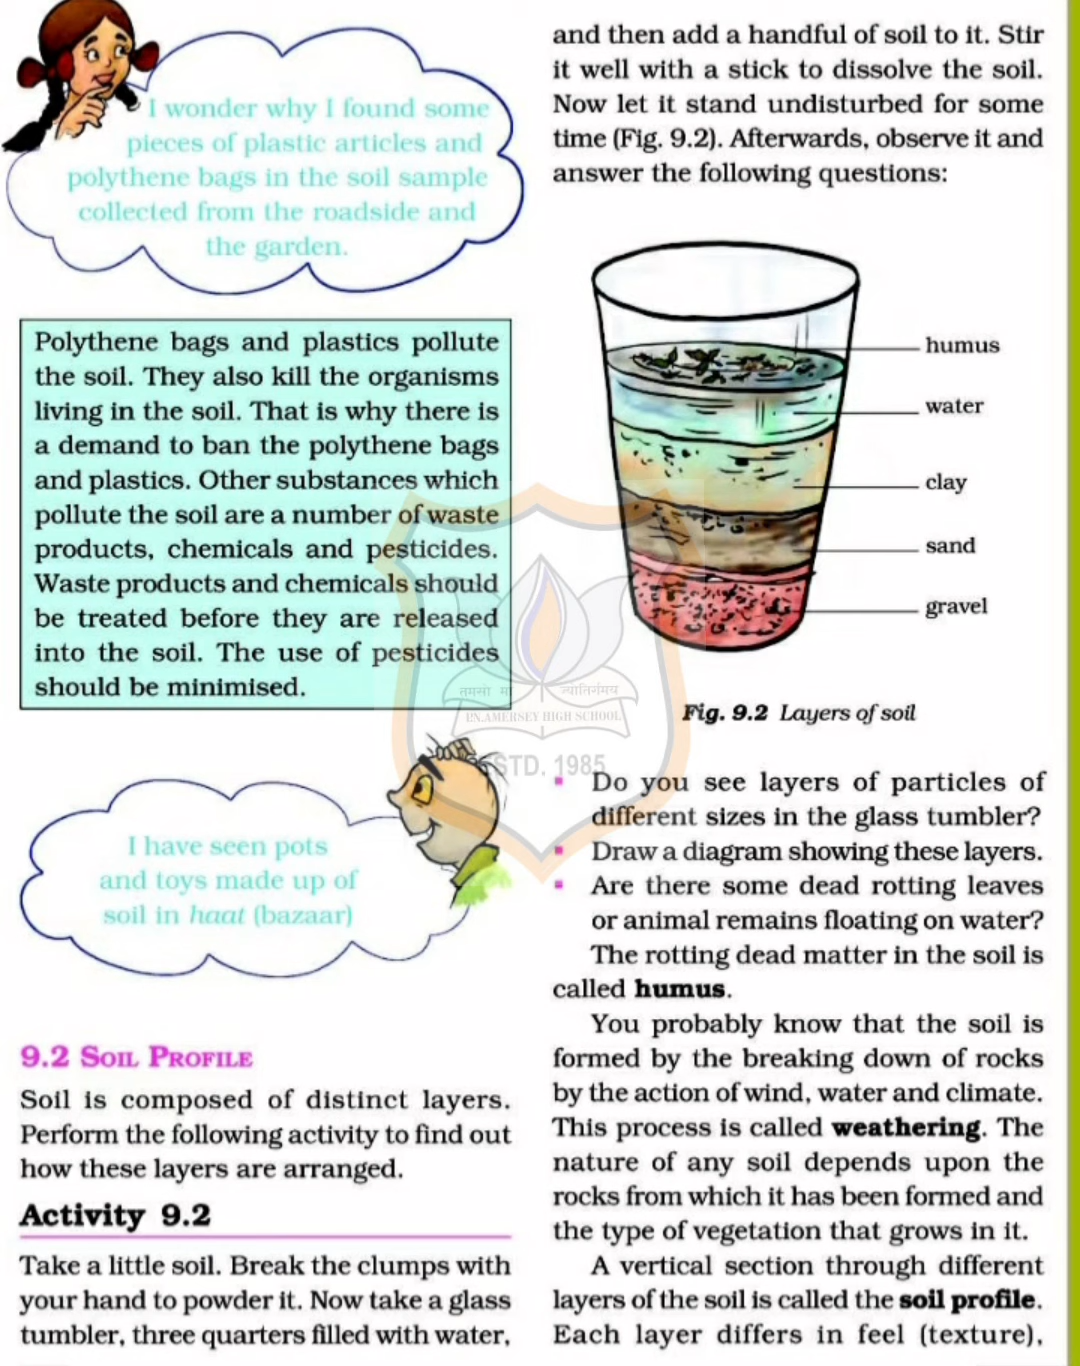 I wonder why I found some
pieces of plastic articles and
polythene bags in the soil sample
collected from the roadside and
the garden.
Polythene bags and plastics pollute
the soil. They also kill the organisms
living in the soil. That is why there is
a demand to ban the polythene bags
and plastics. Other substances which
pollute the soil are a number of waste
products, chemicals and pesticides.
Waste products and chemicals should
be treated before they are released
into the soil. The use of pesticides
should be minimised.
I have seen pots
and toys made up of
soil in haat (bazaar)
9.2 SOIL PROFILE
Soil is composed of distinct layers.
Perform the following activity to find out
how these layers are arranged.
Activity 9.2
Take a little soil. Break the clumps with
your hand to powder it. Now take a glass
tumbler, three quarters filled with water,
and then add a handful of soil to it. Stir
it well with a stick to dissolve the soil.
Now let it stand undisturbed for some
time (Fig. 9.2). Afterwards, observe it and
answer the following questions:
humus
water
clay
sand
gravel
Fig. 9.2 Layers of soil
Do you see layers of particles of
different sizes in the glass tumbler?
Draw a diagram showing these layers.
Are there some dead rotting leaves
or animal remains floating on water?
The rotting dead matter in the soil is
called humus.
You probably know that the soil is
formed by the breaking down of rocks
by the action of wind, water and climate.
This process is called weathering. The
nature of any soil depends upon the
rocks from which it has been formed and
the type of vegetation that grows in it.
A vertical section through different
layers of the soil is called the soil profile.
Each layer differs in feel (texture),
तमसो मा ज्योतिर्गमय
P.N.AMERSEY HIGH SCHOOL
ESTD. 1985